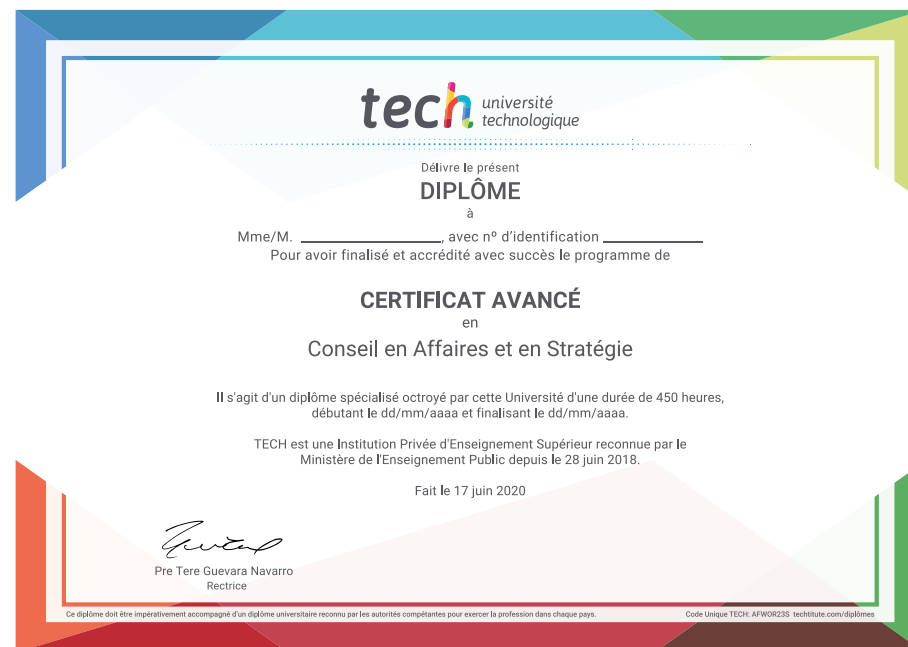 tech université
technologique
Délivre le présent
DIPLÔME
à
Mme/M. ____________________, avec nº d'identification ______________
Pour avoir finalisé et accrédité avec succès le programme de
CERTIFICAT AVANCÉ
en
Conseil en Affaires et en Stratégie
Il s'agit d'un diplôme spécialisé octroyé par cette Université d'une durée de 450 heures,
débutant le dd/mm/aaaa et finalisant le dd/mm/aaaa.
TECH est une Institution Privée d'Enseignement Supérieur reconnue par le
Ministère de l'Enseignement Public depuis le 28 juin 2018.
Fait le 17 juin 2020
Pre Tere Guevara Navarro
Rectrice
Ce diplôme doit être impérativement accompagné d'un diplôme universitaire reconnu par les autorités compétentes pour exercer la profession dans chaque pays.
Code Unique TECH: AFWOR23S techtitute.com/diplômes